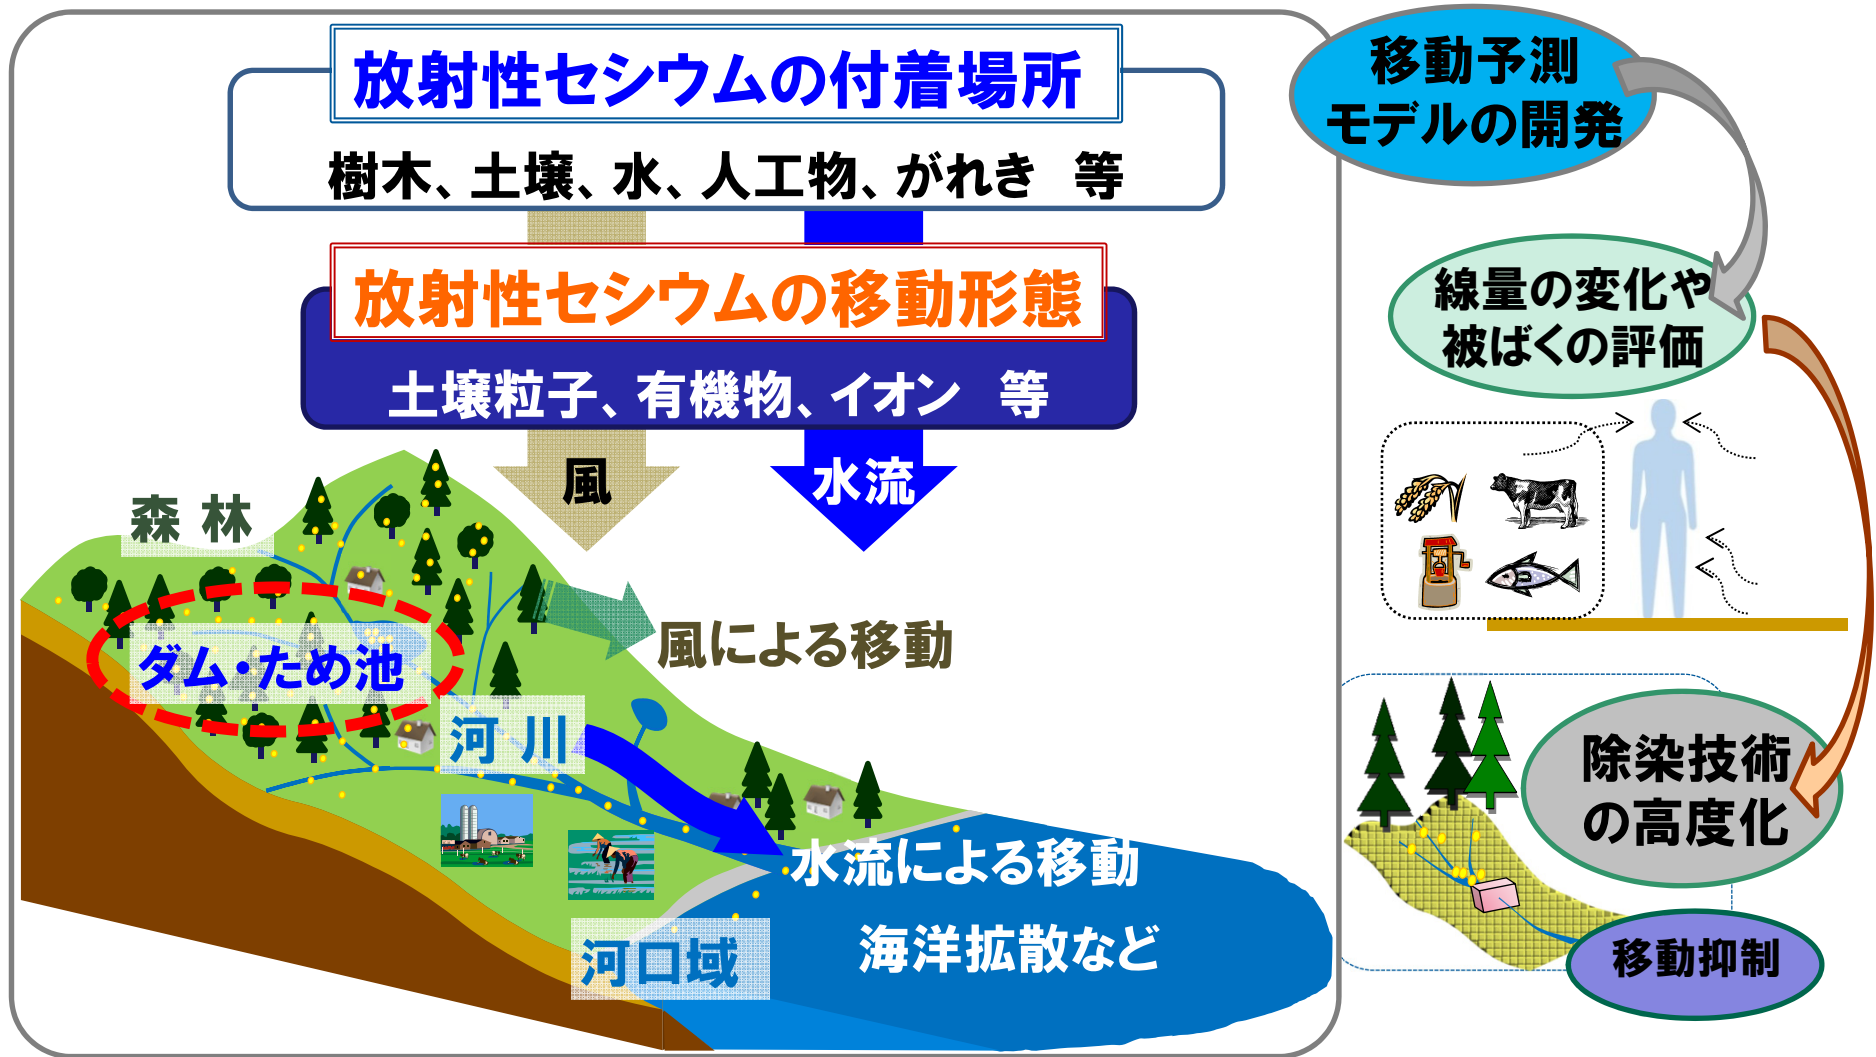 放射性セシウムの付着場所
樹木、土壌、水、人工物、がれき　等
放射性セシウムの移動形態
土壌粒子、有機物、イオン　等
風
水流
森 林
風による移動
ダム・ため池
河 川
水流による移動
海洋拡散など
河口域
移動予測
モデルの開発
線量の変化や
被ばくの評価
除染技術
の高度化
移動抑制